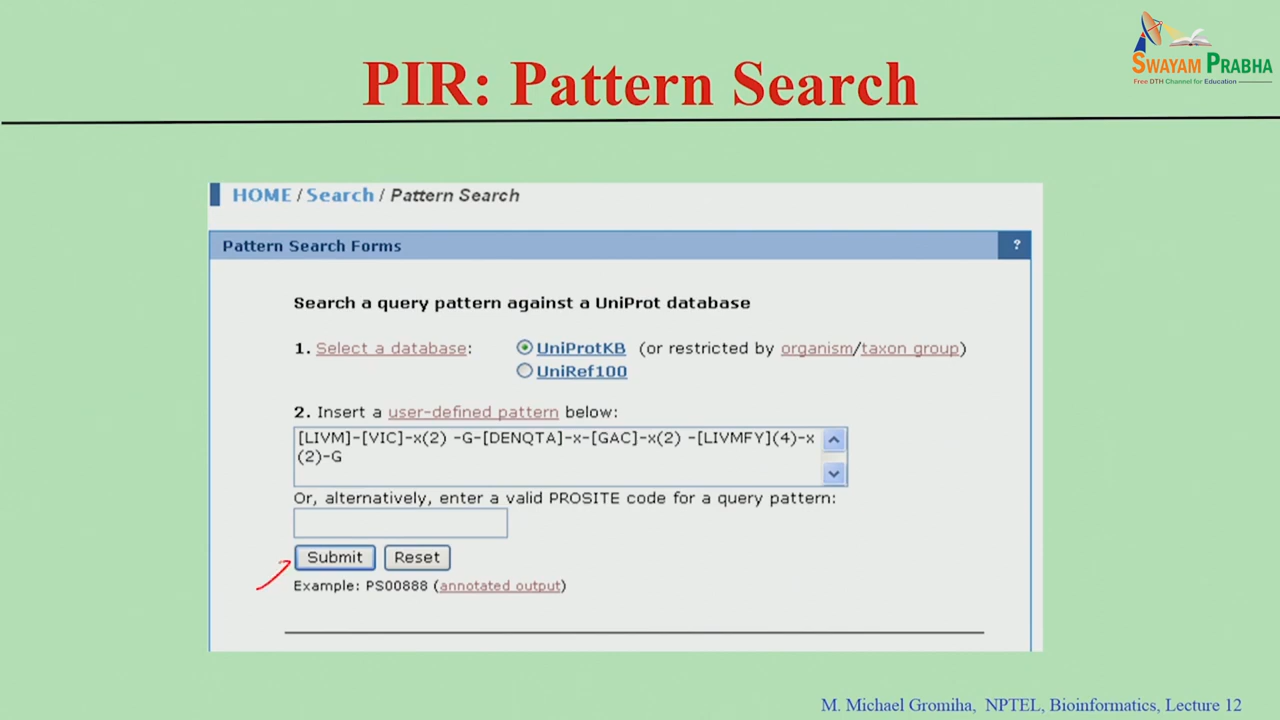 SWAYAM PRABHA
Free DTH Channel for Education
PIR: Pattern Search
HOME / Search / Pattern Search
Pattern Search Forms ?
Search a query pattern against a UniProt database
1. Select a database: UniProtKB (or restricted by organism/taxon group)
UniRef100
2. Insert a user-defined pattern below:
[LIVM]-[VIC]-x(2) -G-[DENQTA]-x-[GAC]-x(2) -[LIVMFY](4)-x
(2)-G
Or, alternatively, enter a valid PROSITE code for a query pattern:
Submit Reset
Example: PS00888 (annotated output)
M. Michael Gromiha, NPTEL, Bioinformatics, Lecture 12